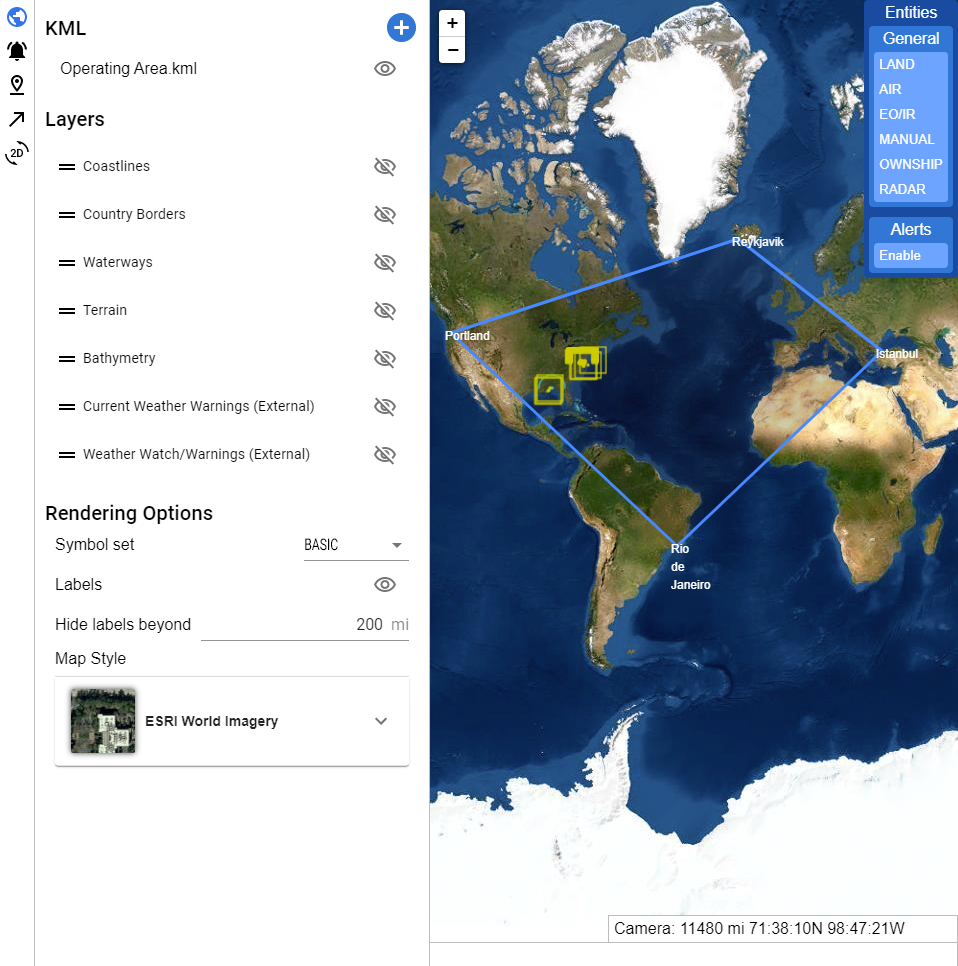 KML
Operating Area.kml
Layers
Coastlines
Country Borders
Waterways
Terrain
Bathymetry
Current Weather Warnings (External)
Weather Watch/Warnings (External)
Rendering Options
Symbol set
BASIC
Labels
Hide labels beyond
200 mi
Map Style
ESRI World Imagery
2D
+
−
Entities
General
LAND
AIR
EO/IR
MANUAL
OWNSHIP
RADAR
Alerts
Enable
Reykjavik
Portland
Istanbul
Rio
de
Janeiro
Camera: 11480 mi 71:38:10N 98:47:21W